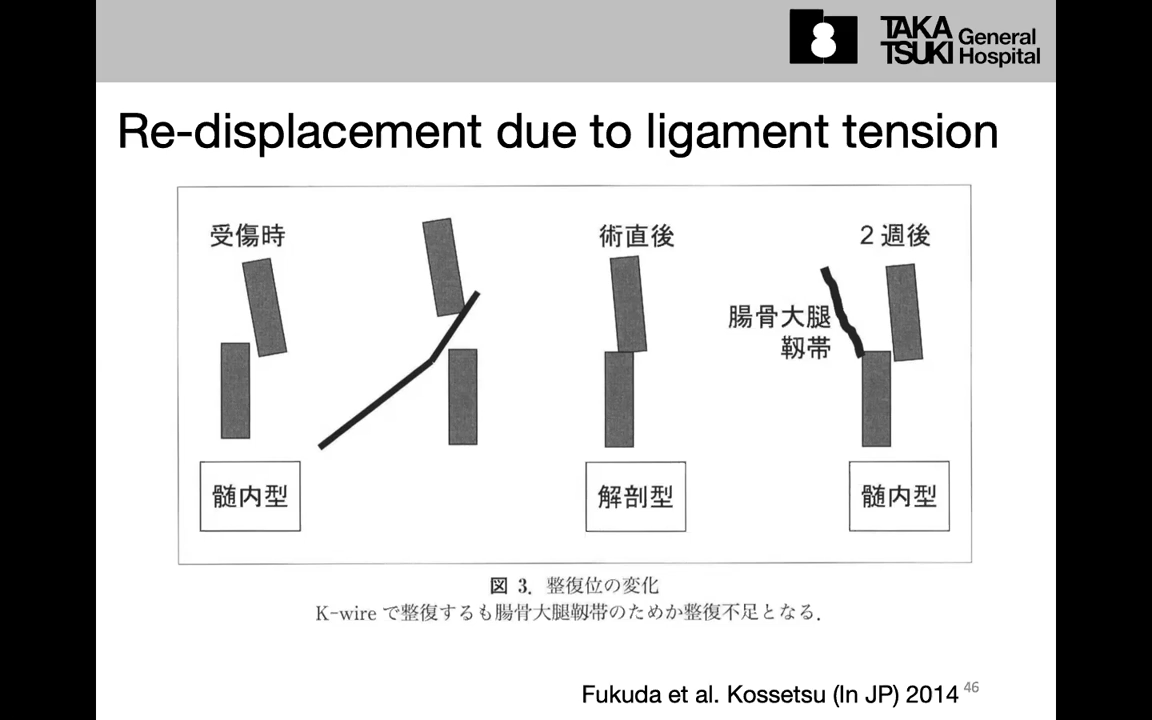 TAKA
TSUKI General
Hospital
Re-displacement due to ligament tension
受傷時
術直後
2週後
腸骨大腿
靱帯
髄内型
解剖型
髄内型
図 3. 整復位の変化
K-wire で整復するも腸骨大腿靱帯のためか整復不足となる.
Fukuda et al. Kossetsu (In JP) 2014
46